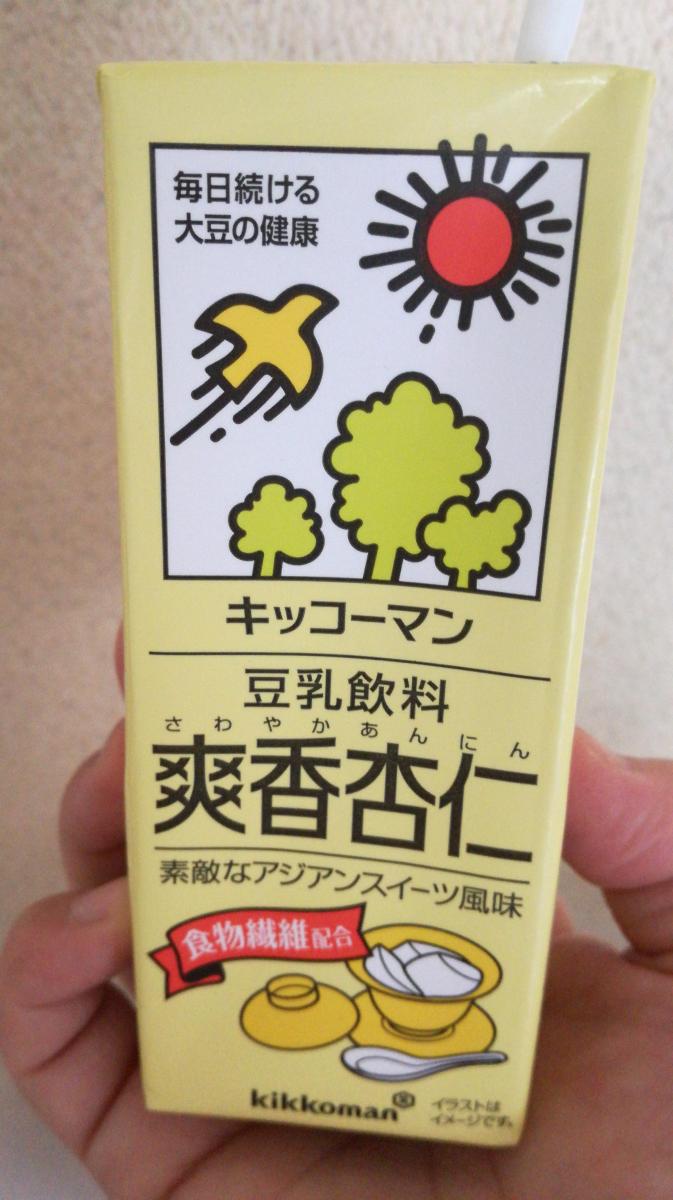 毎日続ける
大豆の健康
キッコーマン
豆乳飲料
さわやかあんにん
爽香杏仁
素敵なアジアンスイーツ風味
食物繊維配合
kikkoman®
イラストは
イメージです。